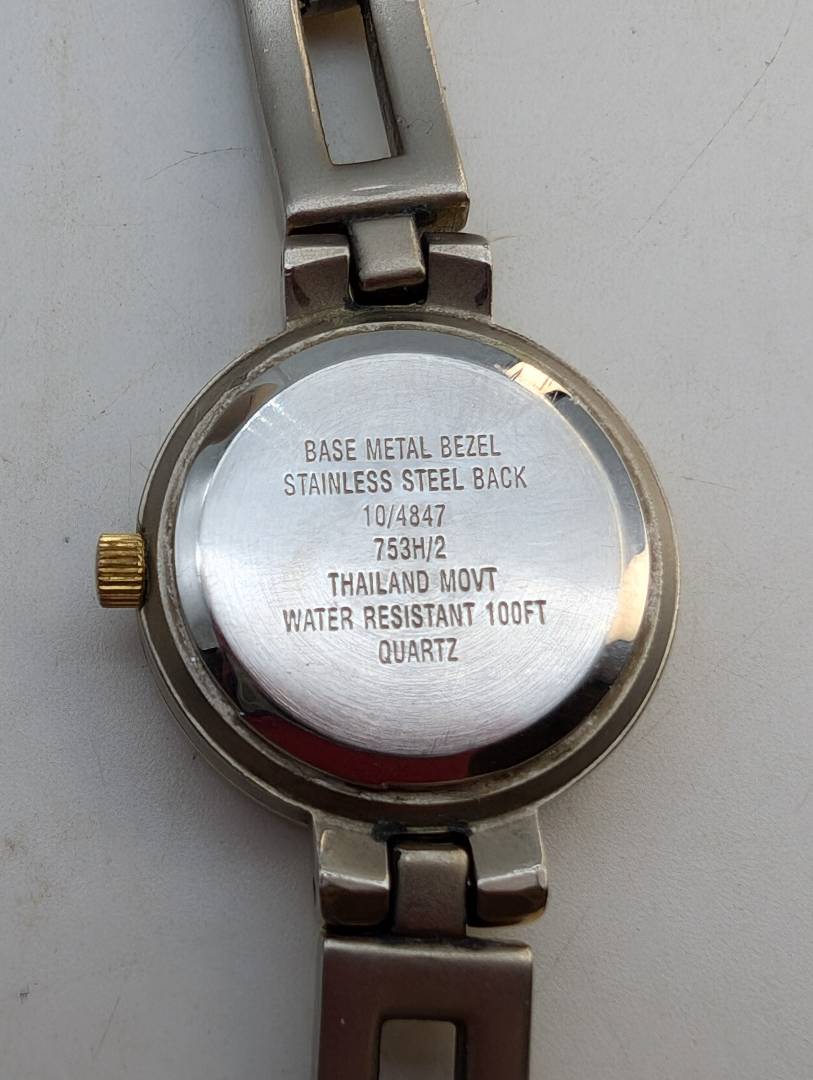 BASE METAL BEZEL
STAINLESS STEEL BACK
10/4847
753H/2
THAILAND MOVT
WATER RESISTANT 100FT
QUARTZ